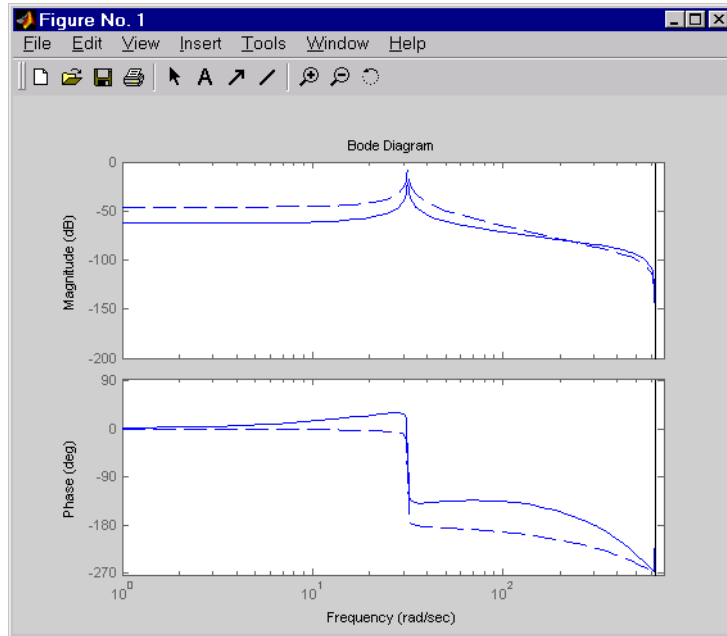 Figure No. 1
File Edit View Insert Tools Window Help
A
Bode Diagram
0
-50
-100
-150
-200
Magnitude (dB)
90
0
-90
-180
-270
Phase (deg)
10^0 10^1 10^2
Frequency (rad/sec)